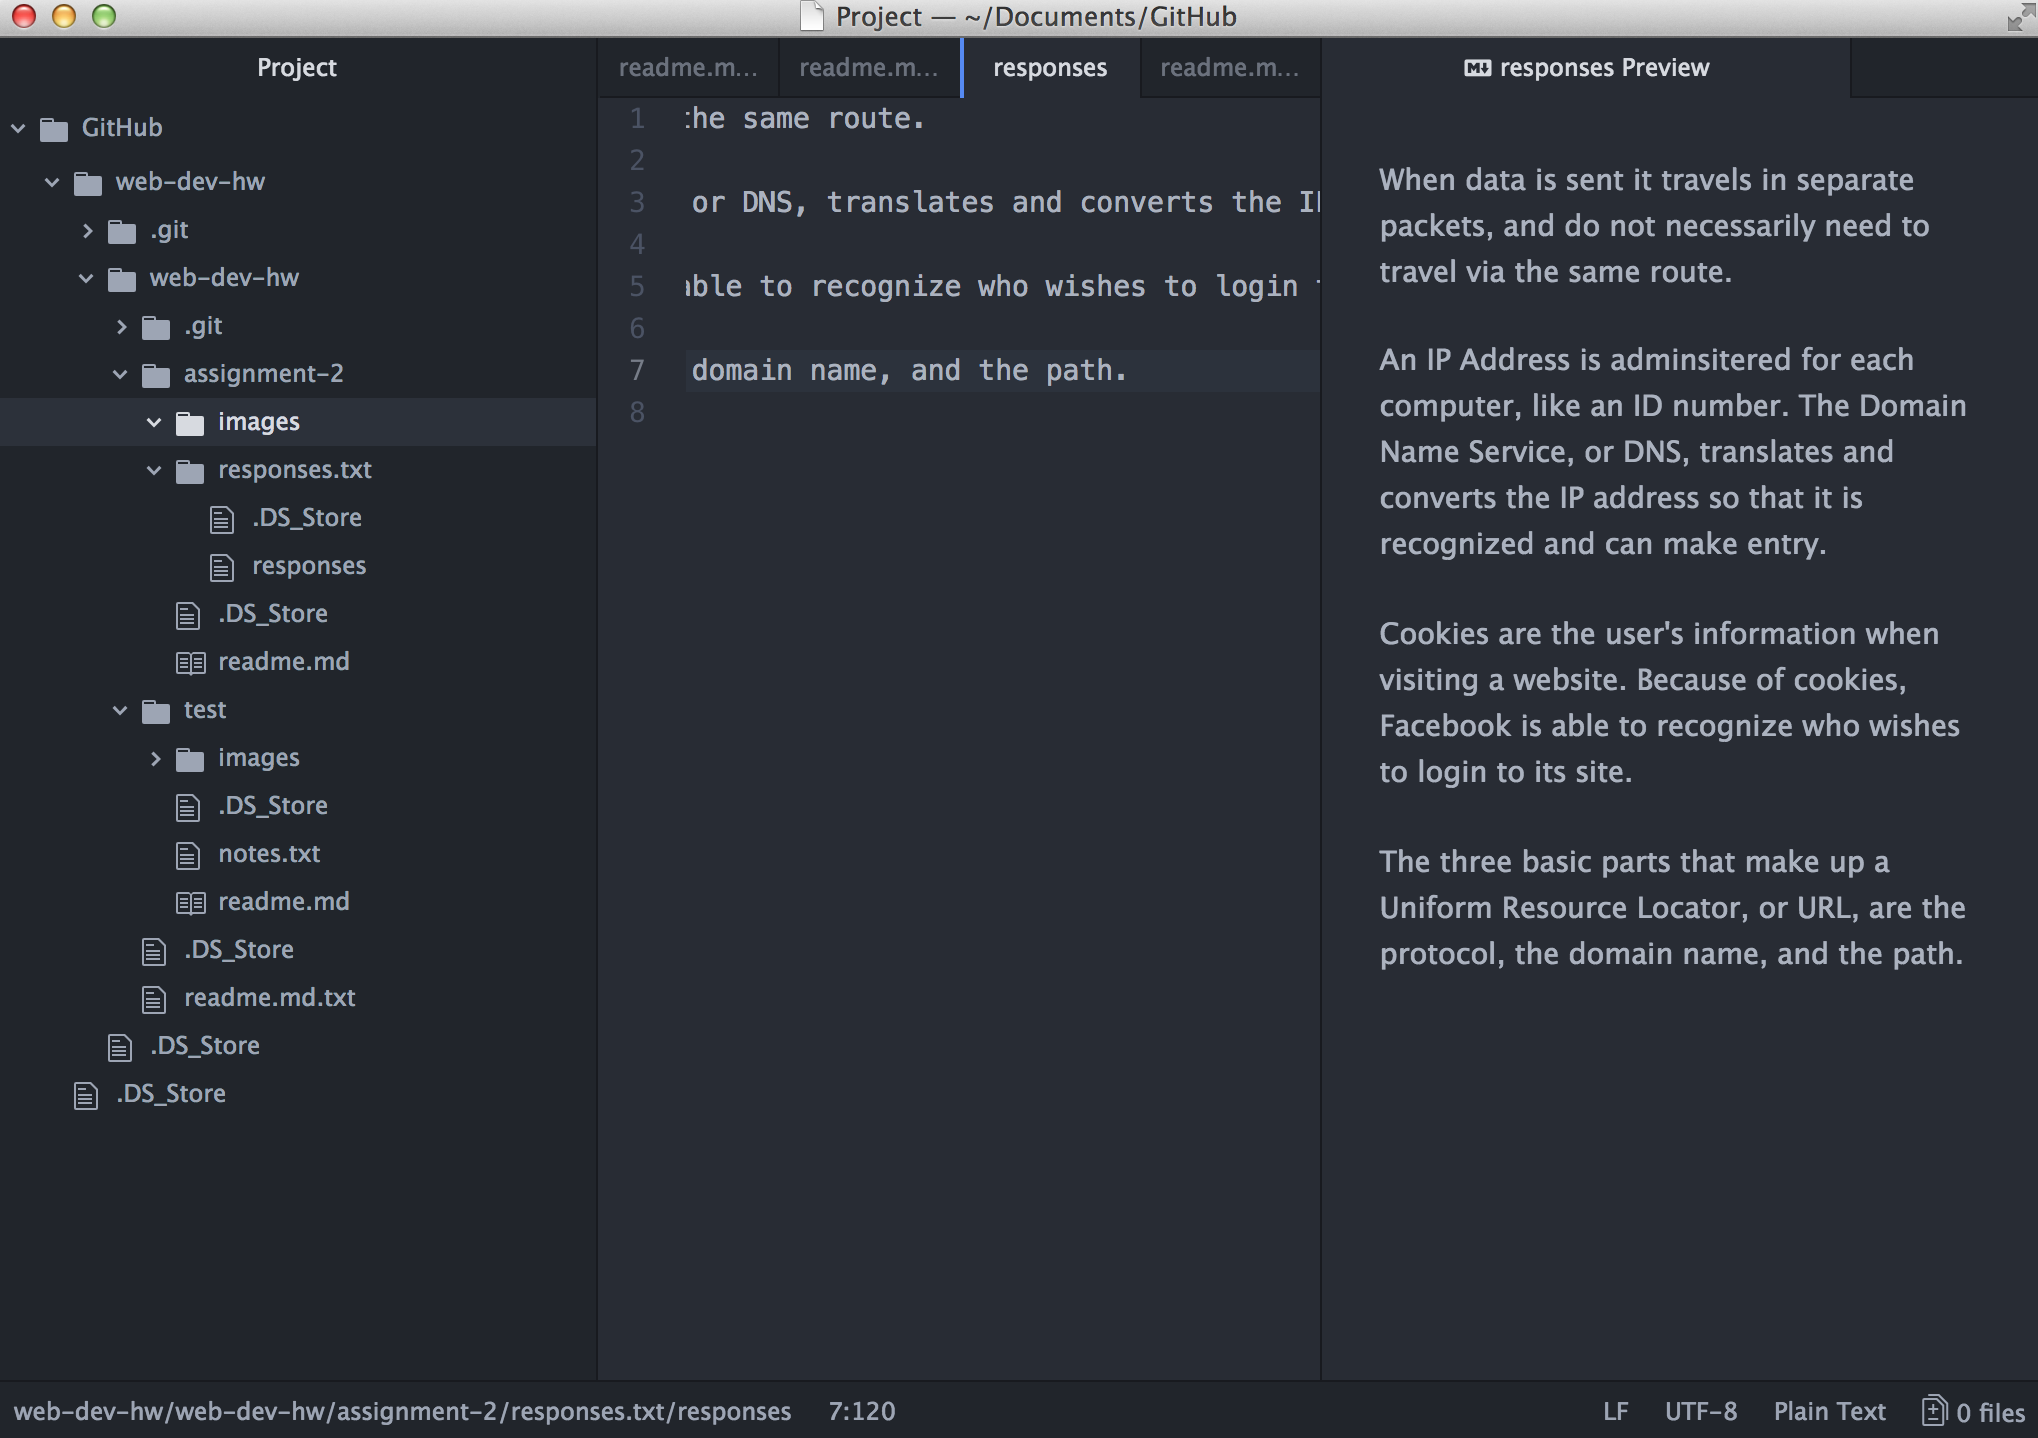 Project — ~/Documents/GitHub
Project
GitHub
web-dev-hw
.git
web-dev-hw
.git
assignment-2
images
responses.txt
.DS_Store
responses
.DS_Store
readme.md
test
images
.DS_Store
notes.txt
readme.md
.DS_Store
readme.md.txt
.DS_Store
.DS_Store
readme.m...
readme.m...
responses
readme.m...
1 the same route.
2
3 or DNS, translates and converts the IP
4
5 able to recognize who wishes to login
6
7 domain name, and the path.
8
responses Preview
When data is sent it travels in separate
packets, and do not necessarily need to
travel via the same route.
An IP Address is adminsitered for each
computer, like an ID number. The Domain
Name Service, or DNS, translates and
converts the IP address so that it is
recognized and can make entry.
Cookies are the user's information when
visiting a website. Because of cookies,
Facebook is able to recognize who wishes
to login to its site.
The three basic parts that make up a
Uniform Resource Locator, or URL, are the
protocol, the domain name, and the path.
web-dev-hw/web-dev-hw/assignment-2/responses.txt/responses 7:120
LF UTF-8 Plain Text 0 files